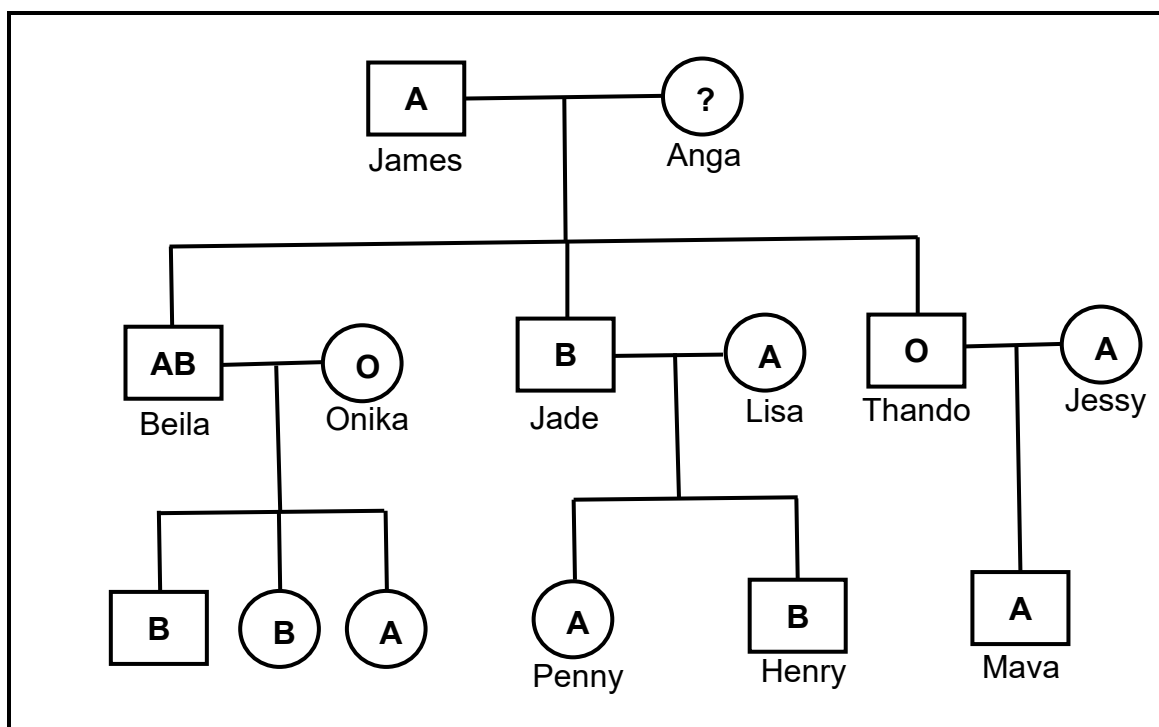 A
?
James
Anga
AB
O
B
A
O
A
Beila
Onika
Jade
Lisa
Thando
Jessy
B
B
A
A
B
A
Penny
Henry
Mava